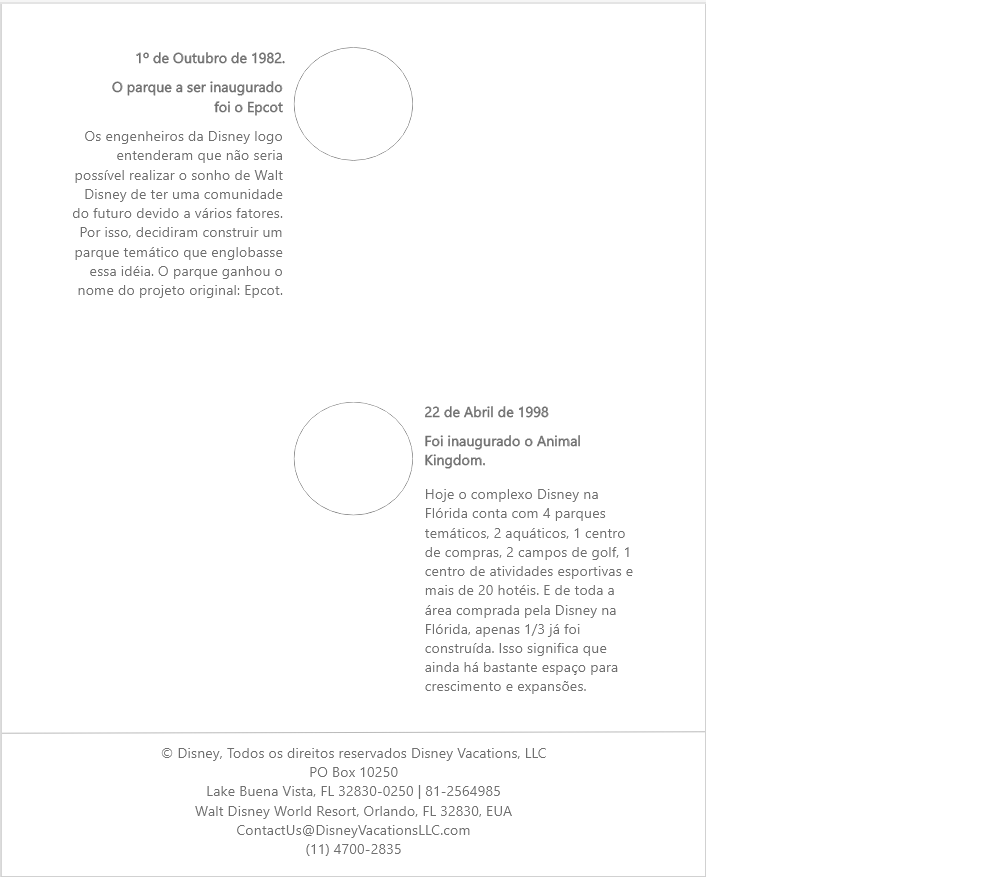 1º de Outubro de 1982.
O parque a ser inaugurado
foi o Epcot
Os engenheiros da Disney logo
entenderam que não seria
possível realizar o sonho de Walt
Disney de ter uma comunidade
do futuro devido a vários fatores.
Por isso, decidiram construir um
parque temático que englobasse
essa idéia. O parque ganhou o
nome do projeto original: Epcot.
22 de Abril de 1998
Foi inaugurado o Animal
Kingdom.
Hoje o complexo Disney na
Flórida conta com 4 parques
temáticos, 2 aquáticos, 1 centro
de compras, 2 campos de golf, 1
centro de atividades esportivas e
mais de 20 hotéis. E de toda a
área comprada pela Disney na
Flórida, apenas 1/3 já foi
construída. Isso significa que
ainda há bastante espaço para
crescimento e expansões.
© Disney, Todos os direitos reservados Disney Vacations, LLC
PO Box 10250
Lake Buena Vista, FL 32830-0250 | 81-2564985
Walt Disney World Resort, Orlando, FL 32830, EUA
ContactUs@DisneyVacationsLLC.com
(11) 4700-2835